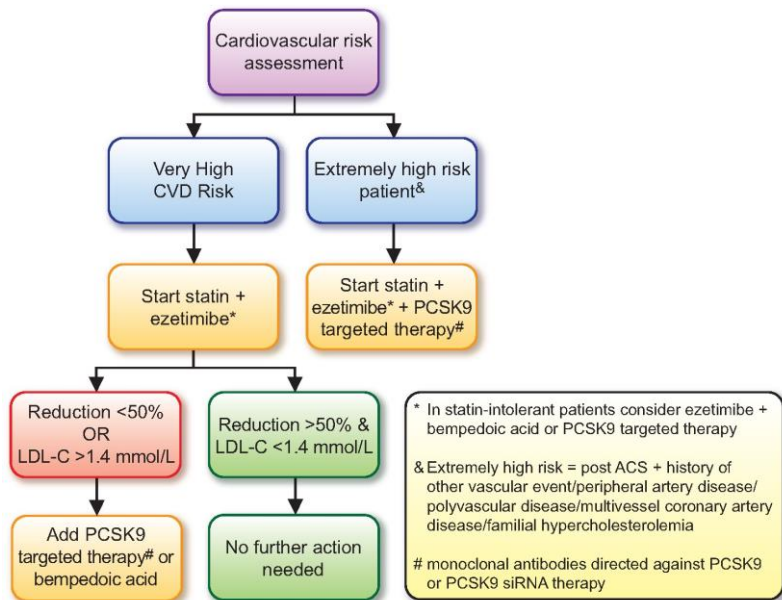 Cardiovascular risk
assessment
Very High
CVD Risk
Extremely high risk
patient&
Start statin +
ezetimibe*
Start statin +
ezetimibe* + PCSK9
targeted therapy#
Reduction <50%
OR
LDL-C >1.4 mmol/L
Reduction >50% &
LDL-C <1.4 mmol/L
Add PCSK9
targeted therapy# or
bempedoic acid
No further action
needed
* In statin-intolerant patients consider ezetimibe +
bempedoic acid or PCSK9 targeted therapy
& Extremely high risk = post ACS + history of
other vascular event/peripheral artery disease/
polyvascular disease/multivessel coronary artery
disease/familial hypercholesterolemia
# monoclonal antibodies directed against PCSK9
or PCSK9 siRNA therapy